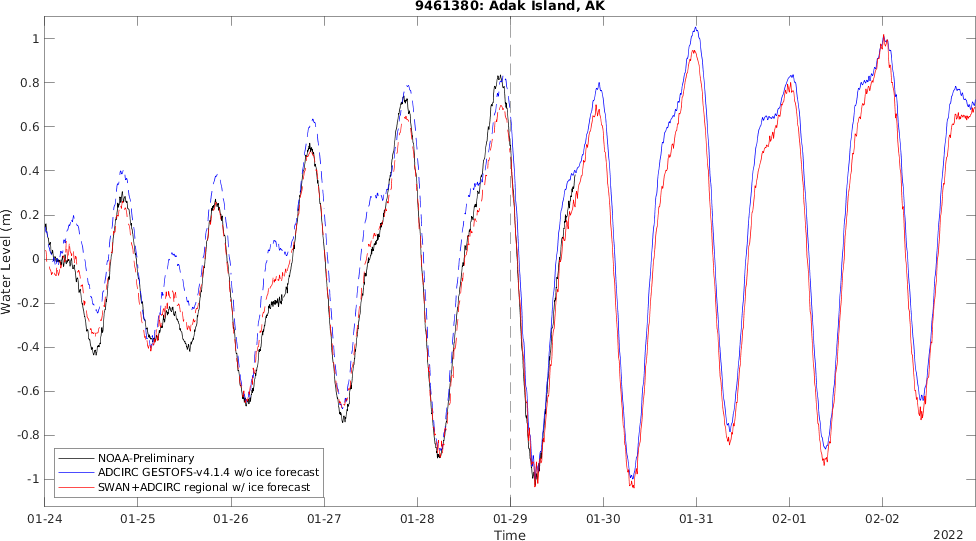 9461380: Adak Island, AK
1
0.8
0.6
0.4
0.2
0
-0.2
-0.4
-0.6
-0.8
-1
Water Level (m)
NOAA-Preliminary
ADCIRC GESTOFS-v4.1.4 w/o ice forecast
SWAN+ADCIRC regional w/ ice forecast
01-24 01-25 01-26 01-27 01-28 01-29 01-30 01-31 02-01 02-02
Time
2022